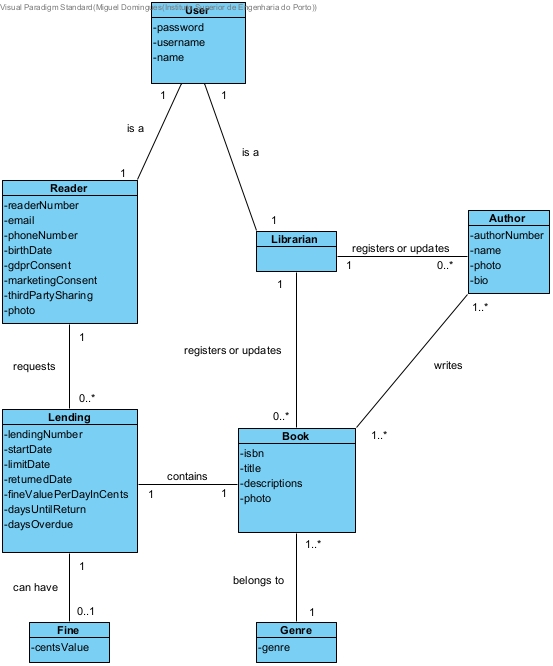 Visual Paradigm Standard(Miguel Domingues(Instituto Superior de Engenharia do Porto))
User
-password
-username
-name
1
1
is a
is a
1
1
Reader
-readerNumber
-email
-phoneNumber
-birthDate
-gdprConsent
-marketingConsent
-thirdPartySharing
-photo
Librarian
registers or updates
1
0..*
Author
-authorNumber
-name
-photo
-bio
1
1
1..*
requests
registers or updates
writes
0..*
0..*
1..*
Lending
-lendingNumber
-startDate
-limitDate
-returnedDate
-fineValuePerDayInCents
-daysUntilReturn
-daysOverdue
contains
1
1
Book
-isbn
-title
-descriptions
-photo
1
1..*
can have
belongs to
0..1
1
Fine
-centsValue
Genre
-genre